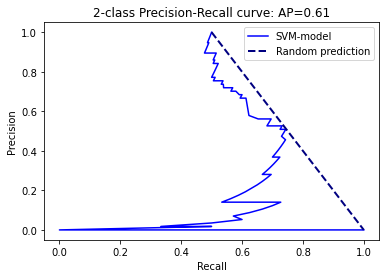 2-class Precision-Recall curve: AP=0.61
SVM-model
Random prediction
Precision
1.0
0.8
0.6
0.4
0.2
0.0
0.0 0.2 0.4 0.6 0.8 1.0
Recall